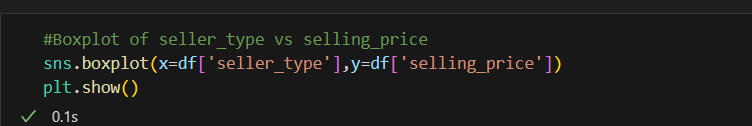 #Boxplot of seller_type vs selling_price
sns.boxplot(x=df['seller_type'],y=df['selling_price'])
plt.show()
0.1s